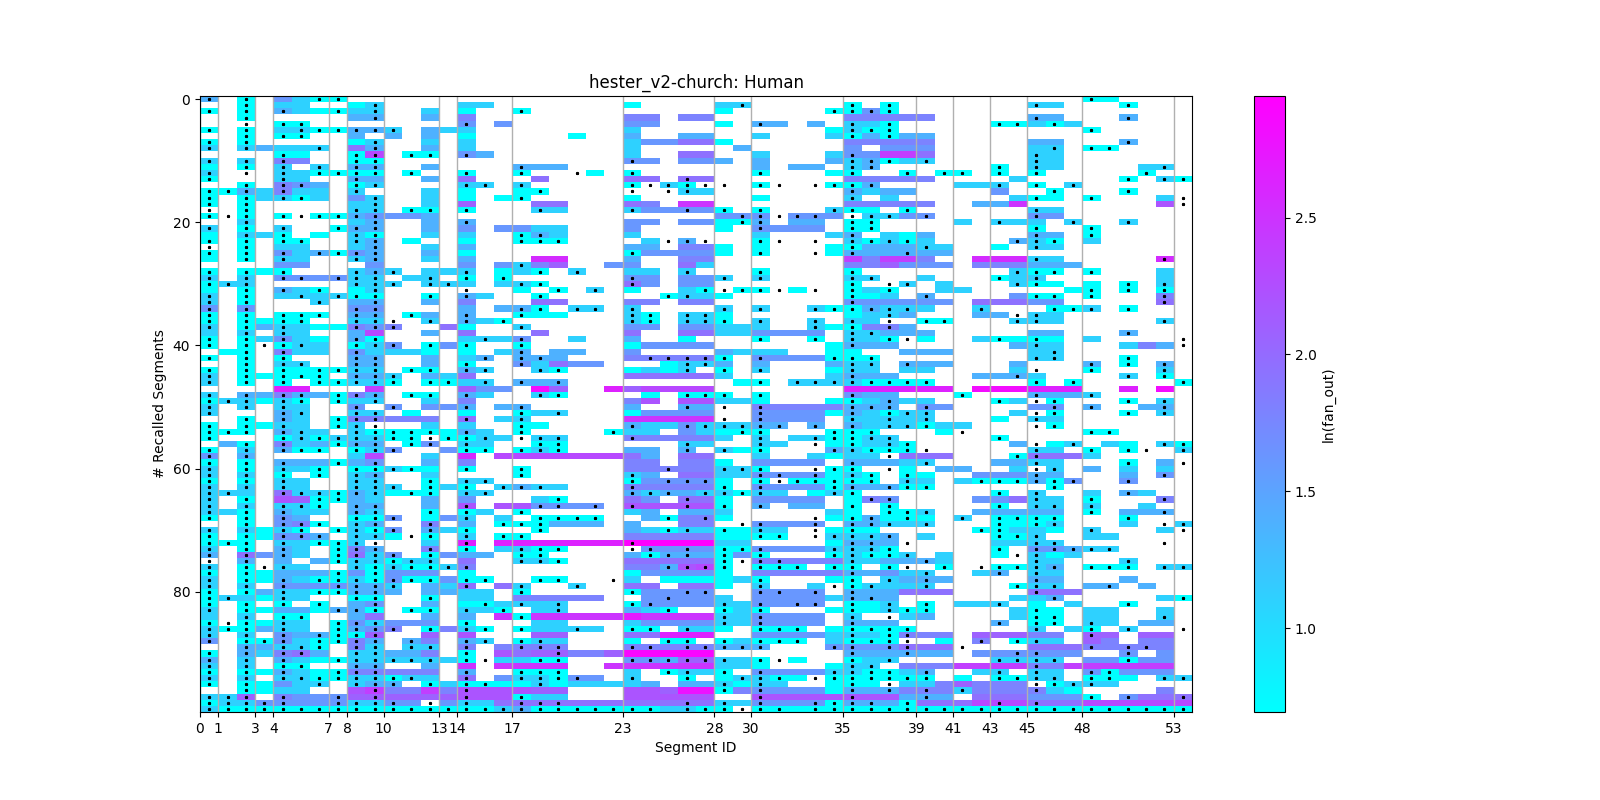 hester_v2-church: Human
# Recalled Segments
0
20
40
60
80
0 1 3 4 7 8 10 13 14 17 23 28 30 35 39 41 43 45 48 53
Segment ID
2.5
2.0
1.5
1.0
ln(fan_out)